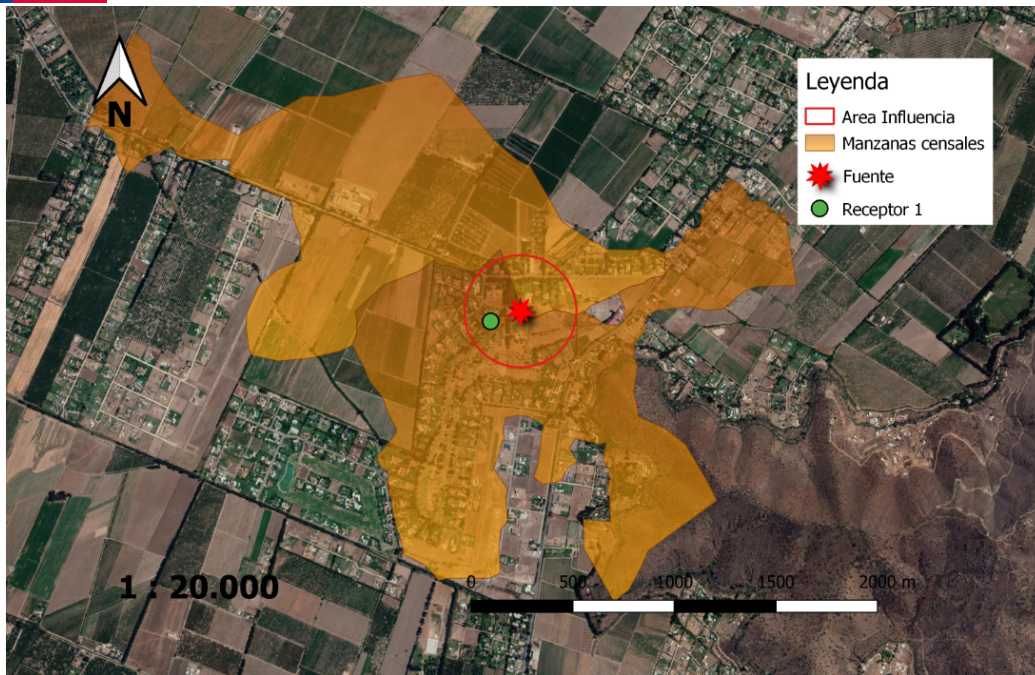 N
Leyenda
Area Influencia
Manzanas censales
Fuente
Receptor 1
1 : 20.000
0 500 1000 1500 2000 m